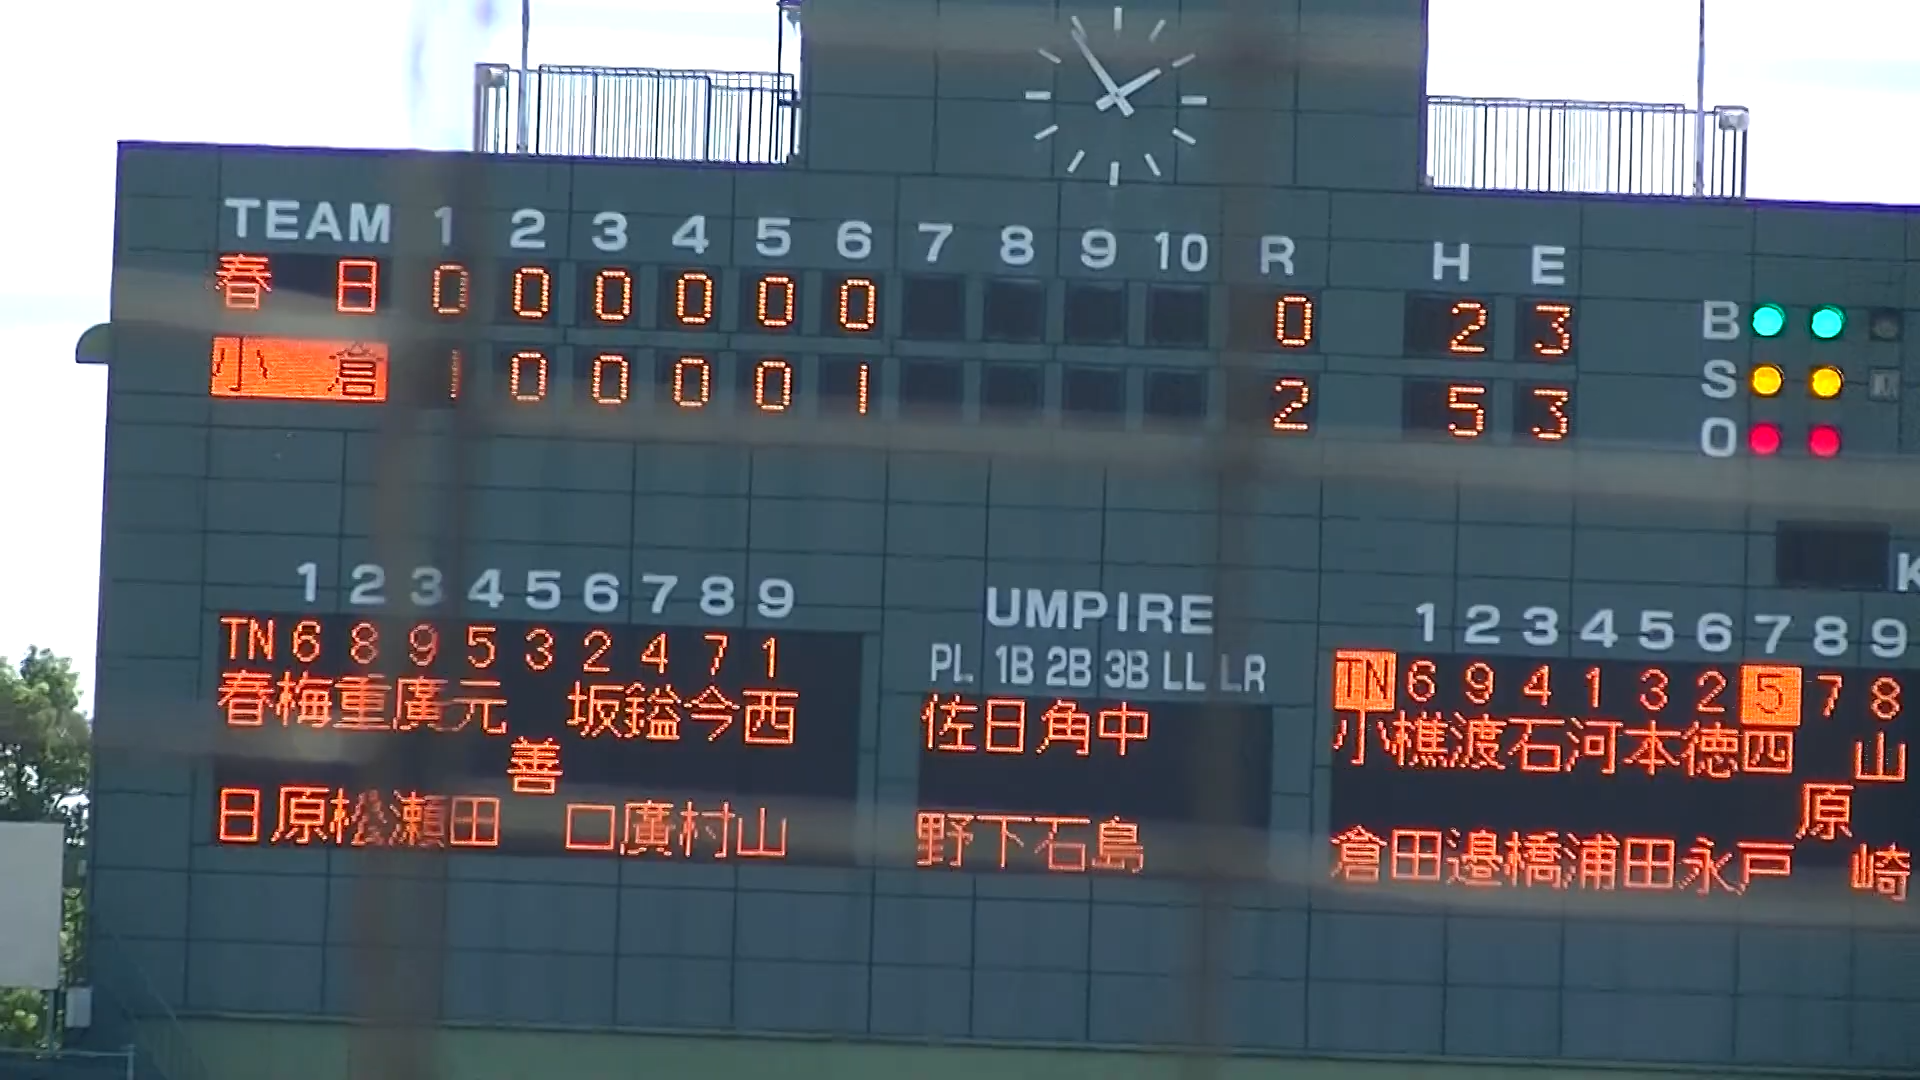 TEAM 1 2 3 4 5 6 7 8 9 10 R H E
春日 0 0 0 0 0 0 0 2 3
小倉 1 0 0 0 0 1 2 5 3
B
S
O
1 2 3 4 5 6 7 8 9
TN 6 8 9 5 3 2 4 7 1
春日 梅原 重松 廣瀬 元田 善 坂口 鎰廣 今村 西山
UMPIRE
PL 1B 2B 3B LL LR
佐野 日下 角石 中島
1 2 3 4 5 6 7 8 9
TN 6 9 4 1 3 2 5 7 8
小倉 樵田 渡邉 石橋 河浦 本田 徳永 四戸 原 山崎